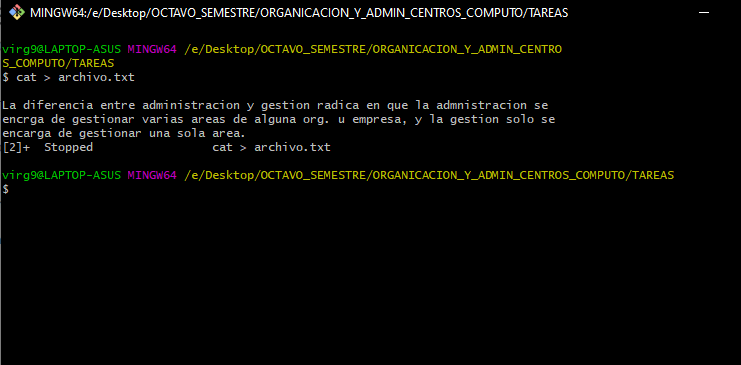 MINGW64:/e/Desktop/OCTAVO_SEMESTRE/ORGANICACION_Y_ADMIN_CENTROS_COMPUTO/TAREAS
virg9@LAPTOP-ASUS MINGW64 /e/Desktop/OCTAVO_SEMESTRE/ORGANICACION_Y_ADMIN_CENTRO
S_COMPUTO/TAREAS
$ cat > archivo.txt
La diferencia entre administracion y gestion radica en que la admnistracion se
encrga de gestionar varias areas de alguna org. u empresa, y la gestion solo se
encarga de gestionar una sola area.
[2]+  Stopped                 cat > archivo.txt
virg9@LAPTOP-ASUS MINGW64 /e/Desktop/OCTAVO_SEMESTRE/ORGANICACION_Y_ADMIN_CENTROS_COMPUTO/TAREAS
$